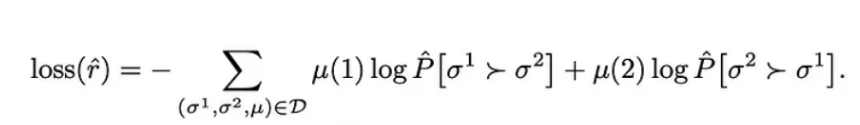 loss(r̂) = − ∑_{(σ¹,σ²,μ)∈𝒟} μ(1) log P̂[σ¹ ≻ σ²] + μ(2) log P̂[σ² ≻ σ¹].